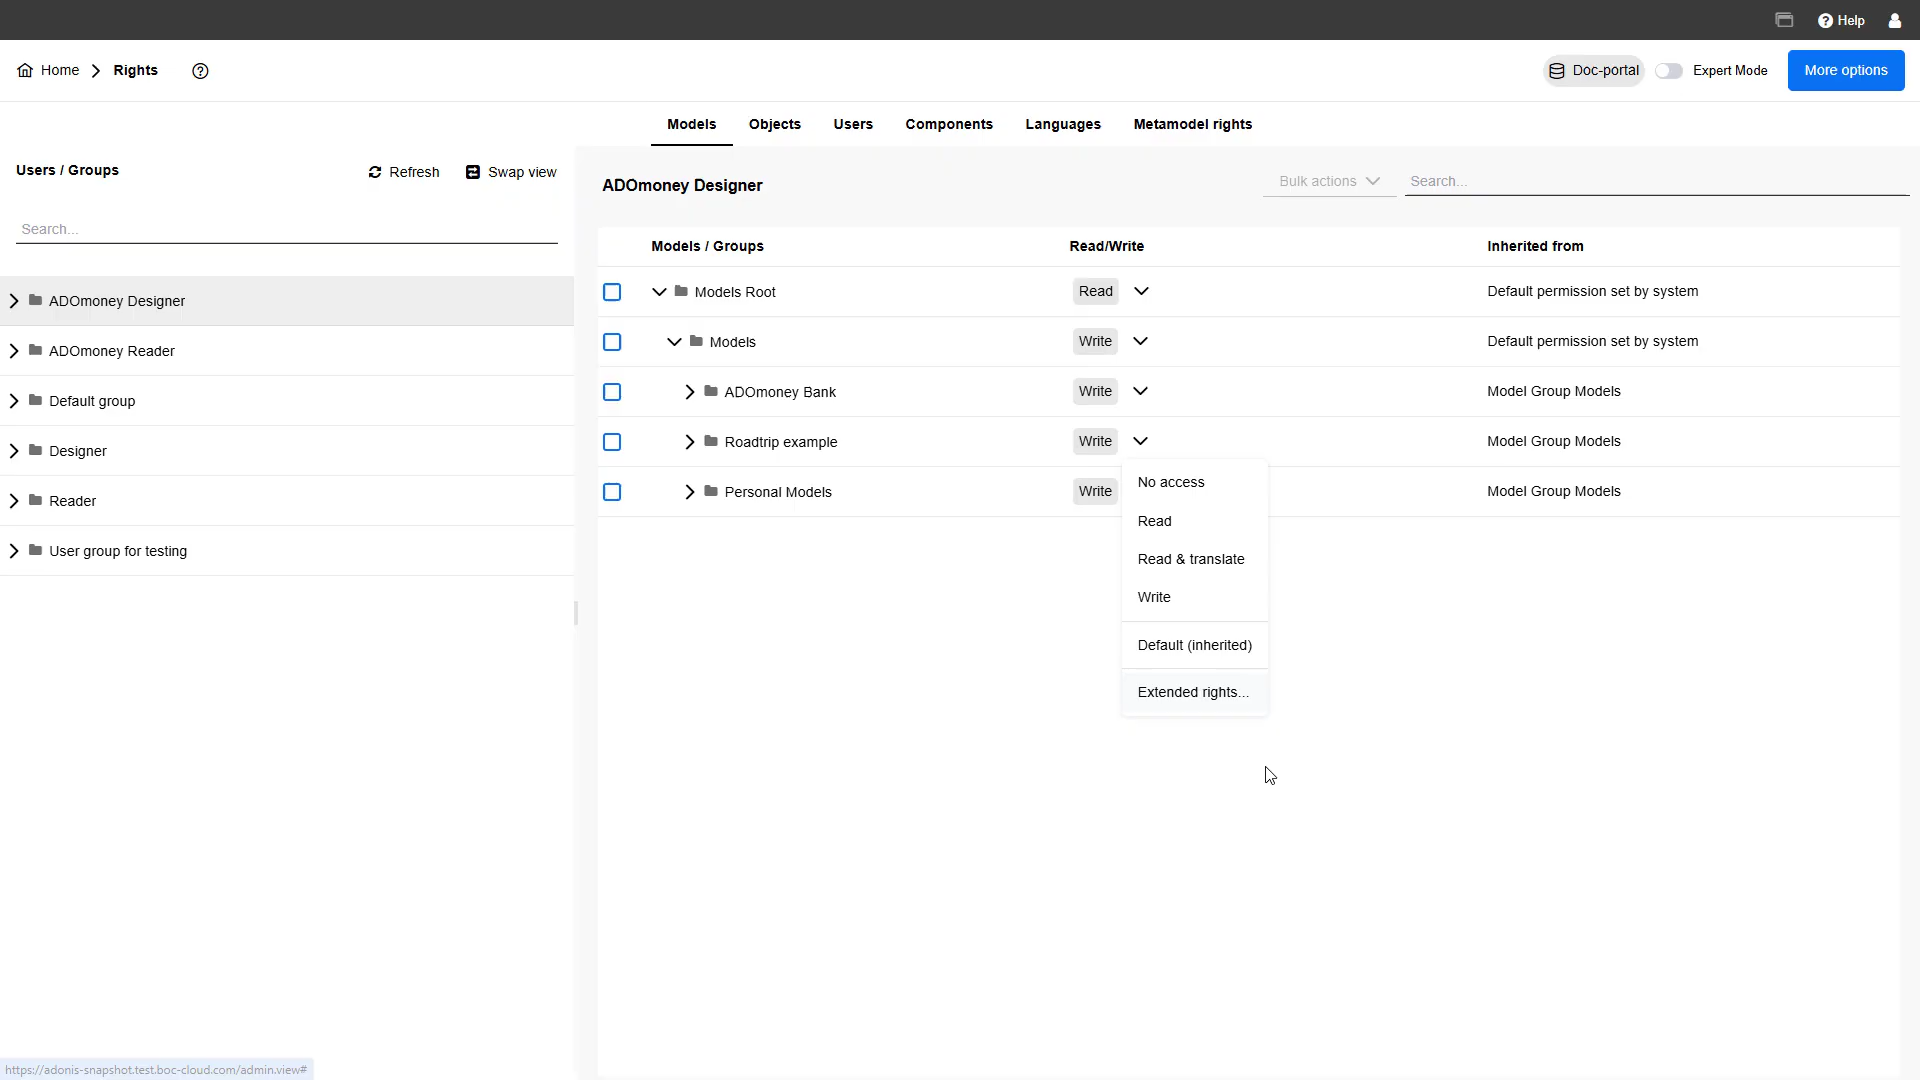 Help
Home Rights
Doc-portal Expert Mode More options
Models Objects Users Components Languages Metamodel rights
Users / Groups Refresh Swap view
Search...
ADOmoney Designer
ADOmoney Reader
Default group
Designer
Reader
User group for testing
ADOmoney Designer Bulk actions Search...
Models / Groups Read/Write Inherited from
Models Root Read Default permission set by system
Models Write Default permission set by system
ADOmoney Bank Write Model Group Models
Roadtrip example Write Model Group Models
Personal Models Write Model Group Models
No access
Read
Read & translate
Write
Default (inherited)
Extended rights...
https://adonis-snapshot.test.boc-cloud.com/admin.view#